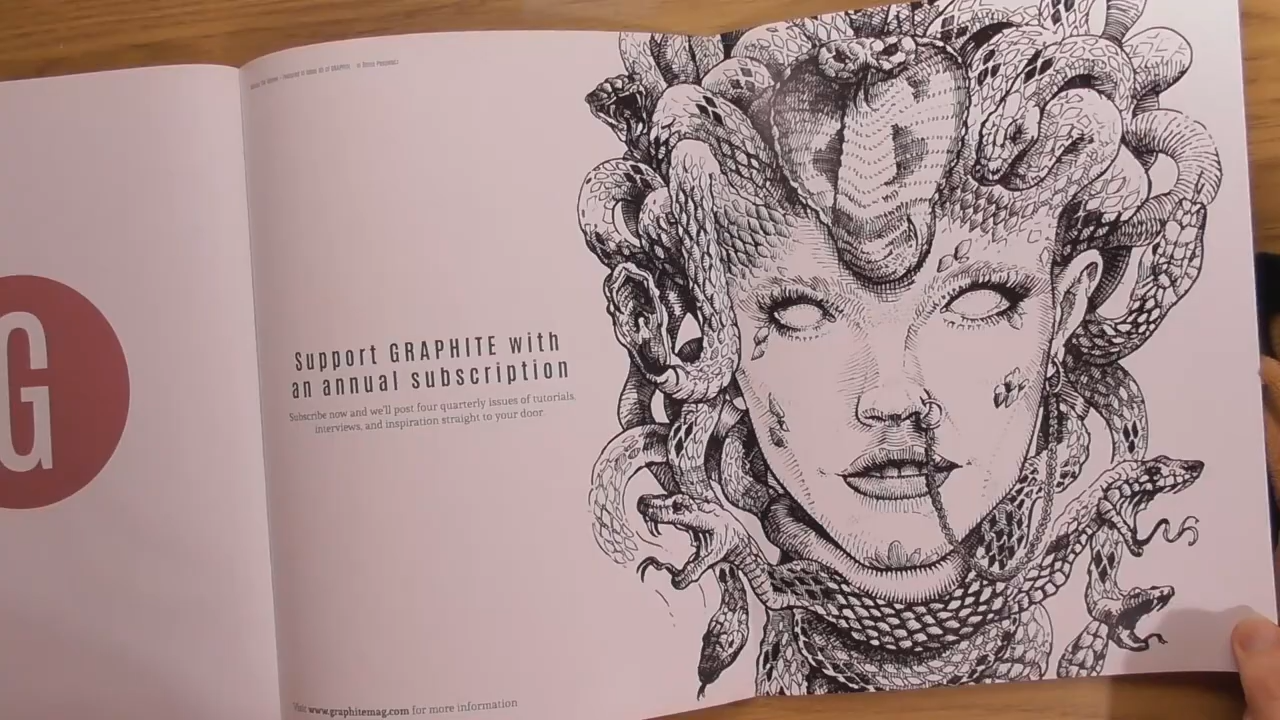 G
Support GRAPHITE with
an annual subscription
Subscribe now and we'll post four quarterly issues of tutorials,
interviews, and inspiration straight to your door.
Visit www.graphitemag.com for more information